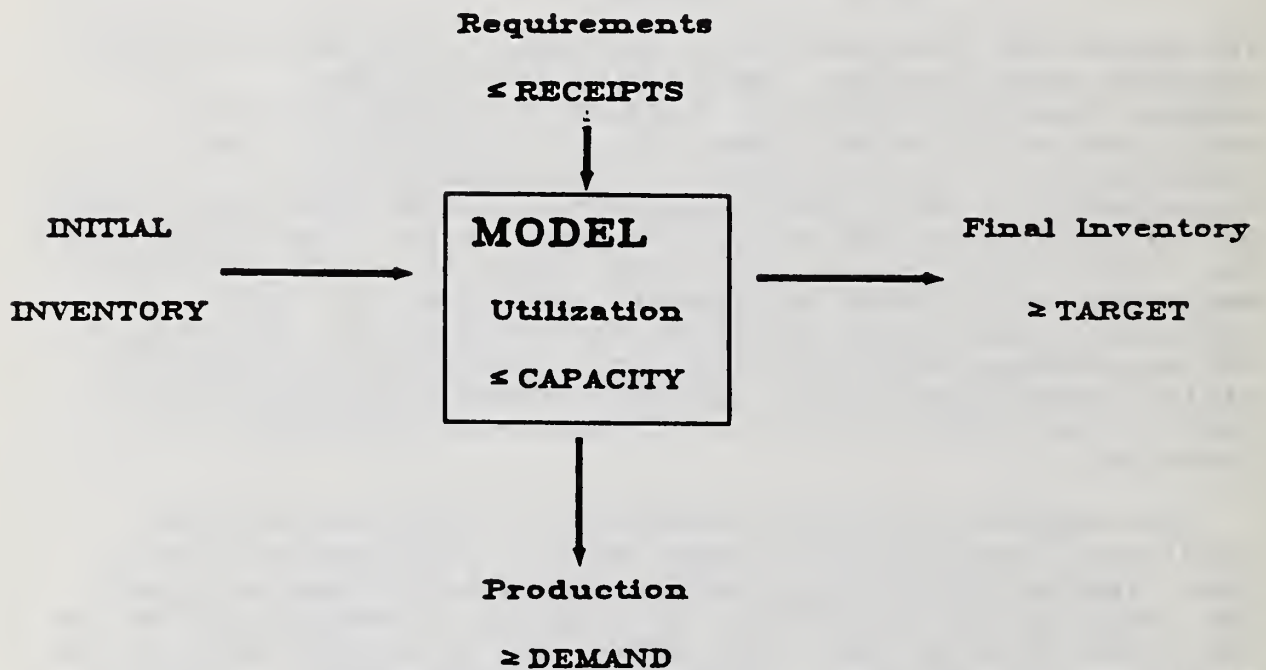 Requirements
≤ RECEIPTS
INITIAL
INVENTORY
MODEL
Utilization
≤ CAPACITY
Final Inventory
≥ TARGET
Production
≥ DEMAND